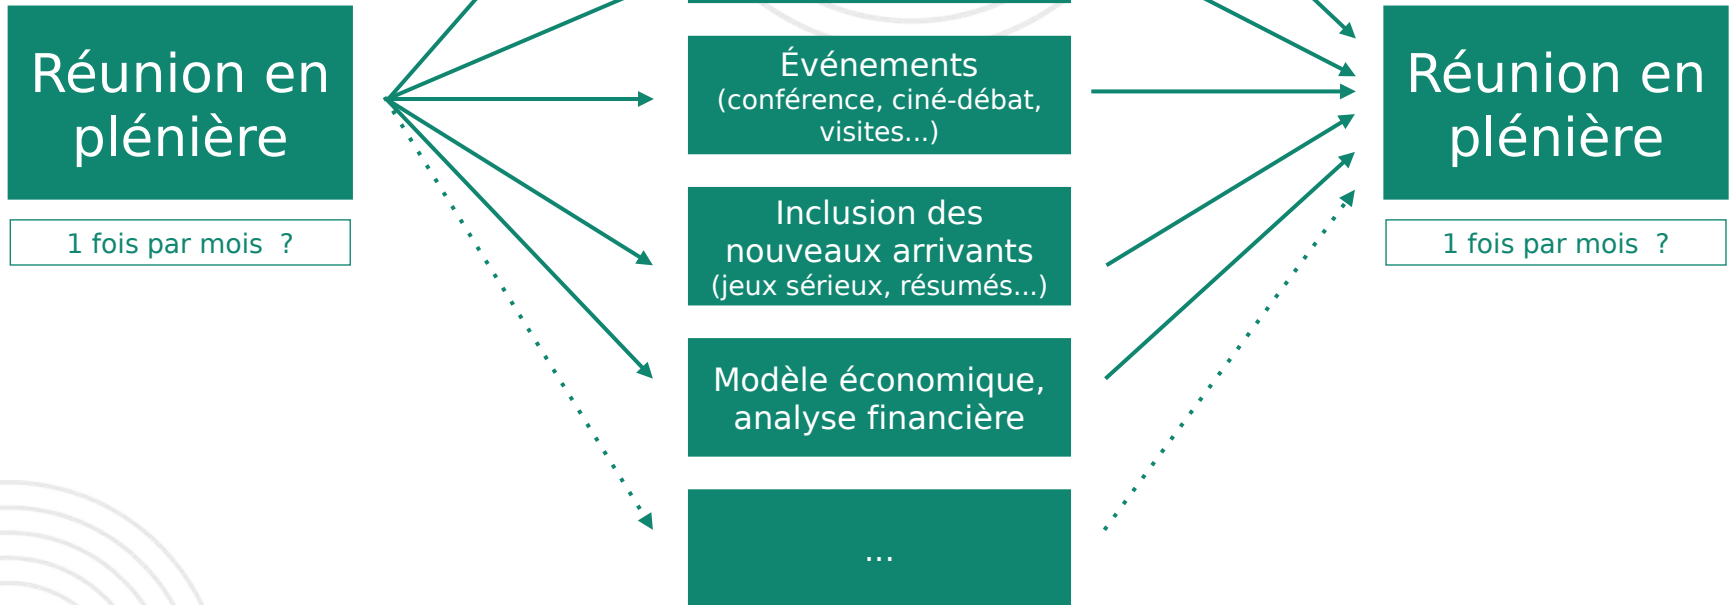 Réunion en
plénière
1 fois par mois  ?
Événements
(conférence, ciné-débat,
visites...)
Inclusion des
nouveaux arrivants
(jeux sérieux, résumés...)
Modèle économique,
analyse financière
...
Réunion en
plénière
1 fois par mois  ?